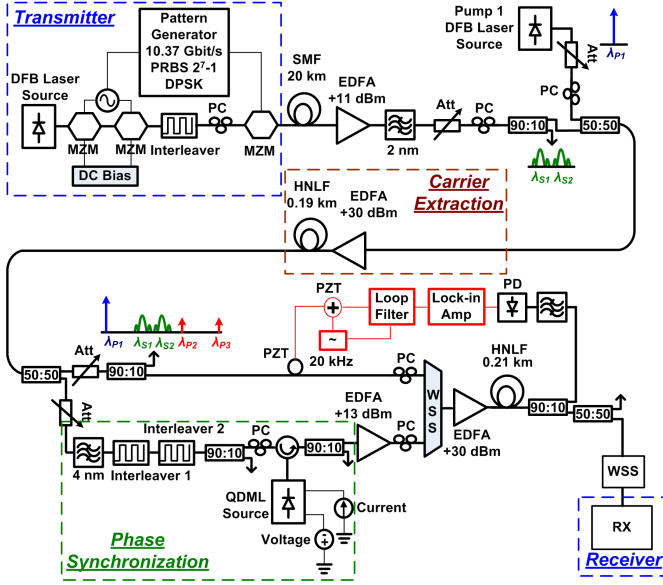 Transmitter
Pattern
Generator
10.37 Gbit/s
PRBS 2⁷-1
DPSK
DFB Laser
Source
MZM
MZM
DC Bias
Interleaver
PC
MZM
SMF
20 km
EDFA
+11 dBm
2 nm
Att
PC
90:10
50:50
λS1 λS2
Pump 1
DFB Laser
Source
Att
PC
λP1
HNLF
0.19 km
EDFA
+30 dBm
Carrier
Extraction
λP1
λS1 λS2 λP2
λP3
50:50
Att
90:10
Att
PZT
PZT
+
~
20 kHz
Loop
Filter
Lock-in
Amp
PD
PC
WSS
EDFA
+30 dBm
HNLF
0.21 km
90:10
50:50
4 nm
Interleaver 2
Interleaver 1
90:10
PC
90:10
EDFA
+13 dBm
PC
QDML
Source
Current
Voltage
Phase
Synchronization
WSS
RX
Receiver